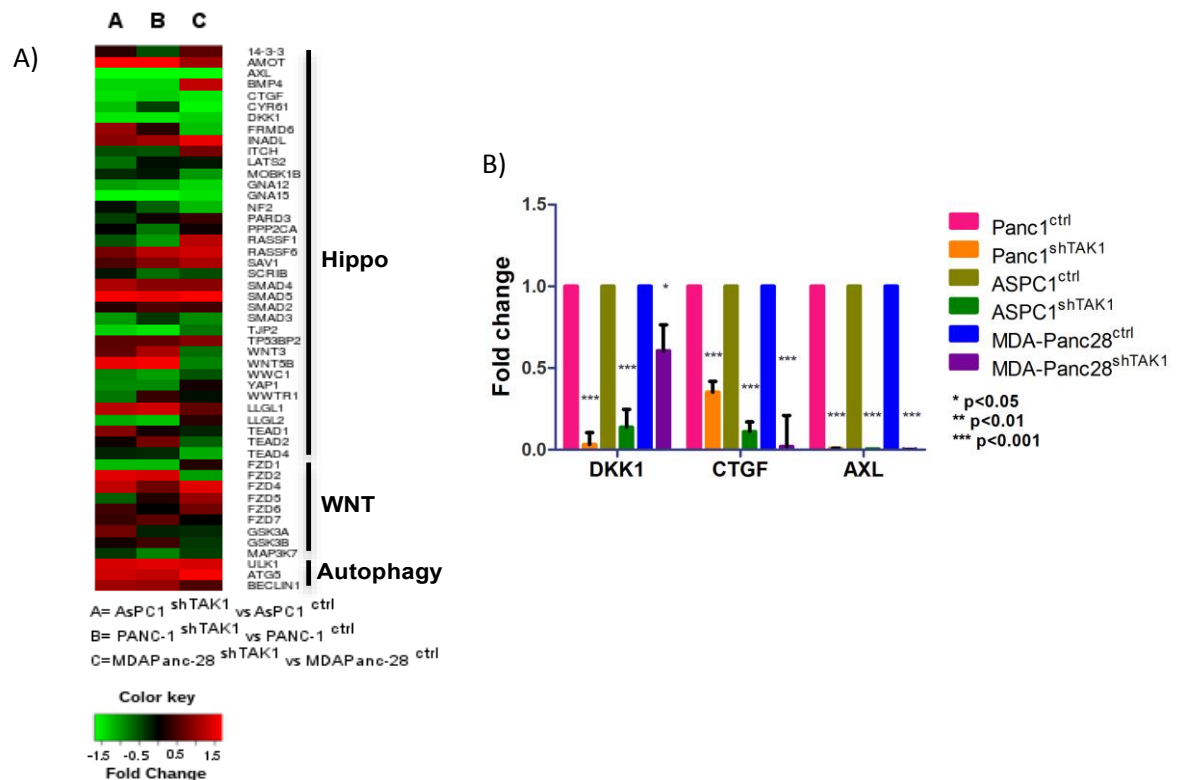 A)
A B C
14-3-3
AMOT
AXL
BMP4
CTGF
CYR61
DKK1
FRMD6
INADL
ITCH
LATS2
MOBK1B
GNA12
GNA15
NF2
PARD3
PPP2CA
RASSF1
RASSF6
SAV1
SCRIB
SMAD4
SMAD5
SMAD2
SMAD3
TJP2
TP53BP2
WNT3
WNT5B
WWC1
YAP1
WWTR1
LLGL1
LLGL2
TEAD1
TEAD2
TEAD4
FZD1
FZD2
FZD4
FZD5
FZD6
FZD7
GSK3A
GSK3B
MAP3K7
ULK1
ATG5
BECLIN1
Hippo
WNT
Autophagy
A= AsPC1 shTAK1 vs AsPC1 ctrl
B= PANC-1 shTAK1 vs PANC-1 ctrl
C=MDAPanc-28 shTAK1 vs MDAPanc-28 ctrl
Color key
-1.5 -0.5 0.5 1.5
Fold Change
B)
Fold change
1.5
1.0
0.5
0.0
*** *** *
*** *** ***
*** *** ***
DKK1 CTGF AXL
Panc1ctrl
Panc1shTAK1
ASPC1ctrl
ASPC1shTAK1
MDA-Panc28ctrl
MDA-Panc28shTAK1
* p<0.05
** p<0.01
*** p<0.001